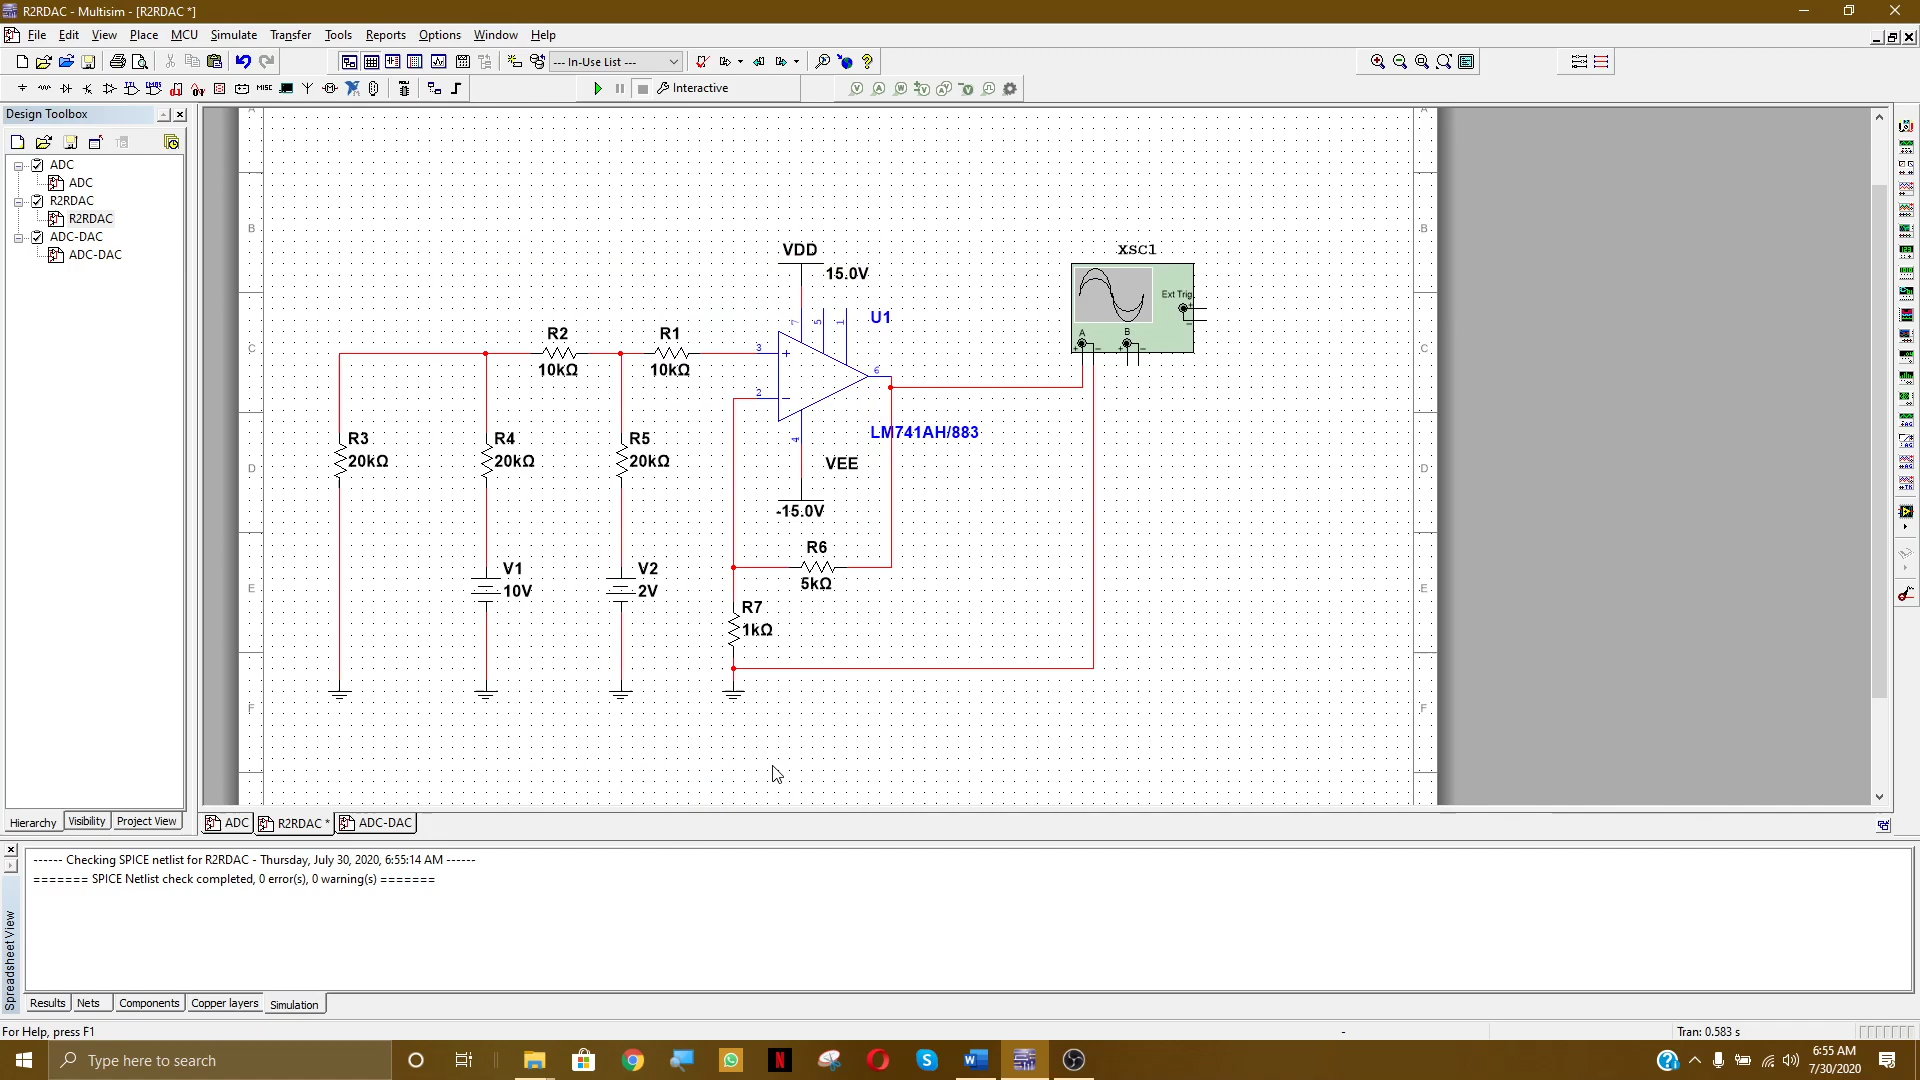 R2RDAC - Multisim - [R2RDAC *]
File Edit View Place MCU Simulate Transfer Tools Reports Options Window Help
--- In-Use List ---
MISC Interactive
Design Toolbox
ADC
ADC
R2RDAC
R2RDAC
ADC-DAC
ADC-DAC
Hierarchy Visibility Project View
A A
B B
C C
D D
E E
F F
VDD
15.0V
XSC1
Ext Trig
A B
U1
R2 R1
10kΩ 10kΩ
7 5 1
3
2
6
4
LM741AH/883
R3 R4 R5
20kΩ 20kΩ 20kΩ
VEE
-15.0V
R6
5kΩ
V1 V2
10V 2V
R7
1kΩ
ADC R2RDAC * ADC-DAC
Spreadsheet View
------ Checking SPICE netlist for R2RDAC - Thursday, July 30, 2020, 6:55:14 AM ------
======= SPICE Netlist check completed, 0 error(s), 0 warning(s) =======
Results Nets Components Copper layers Simulation
For Help, press F1 - Tran: 0.583 s
Type here to search
6:55 AM
7/30/2020